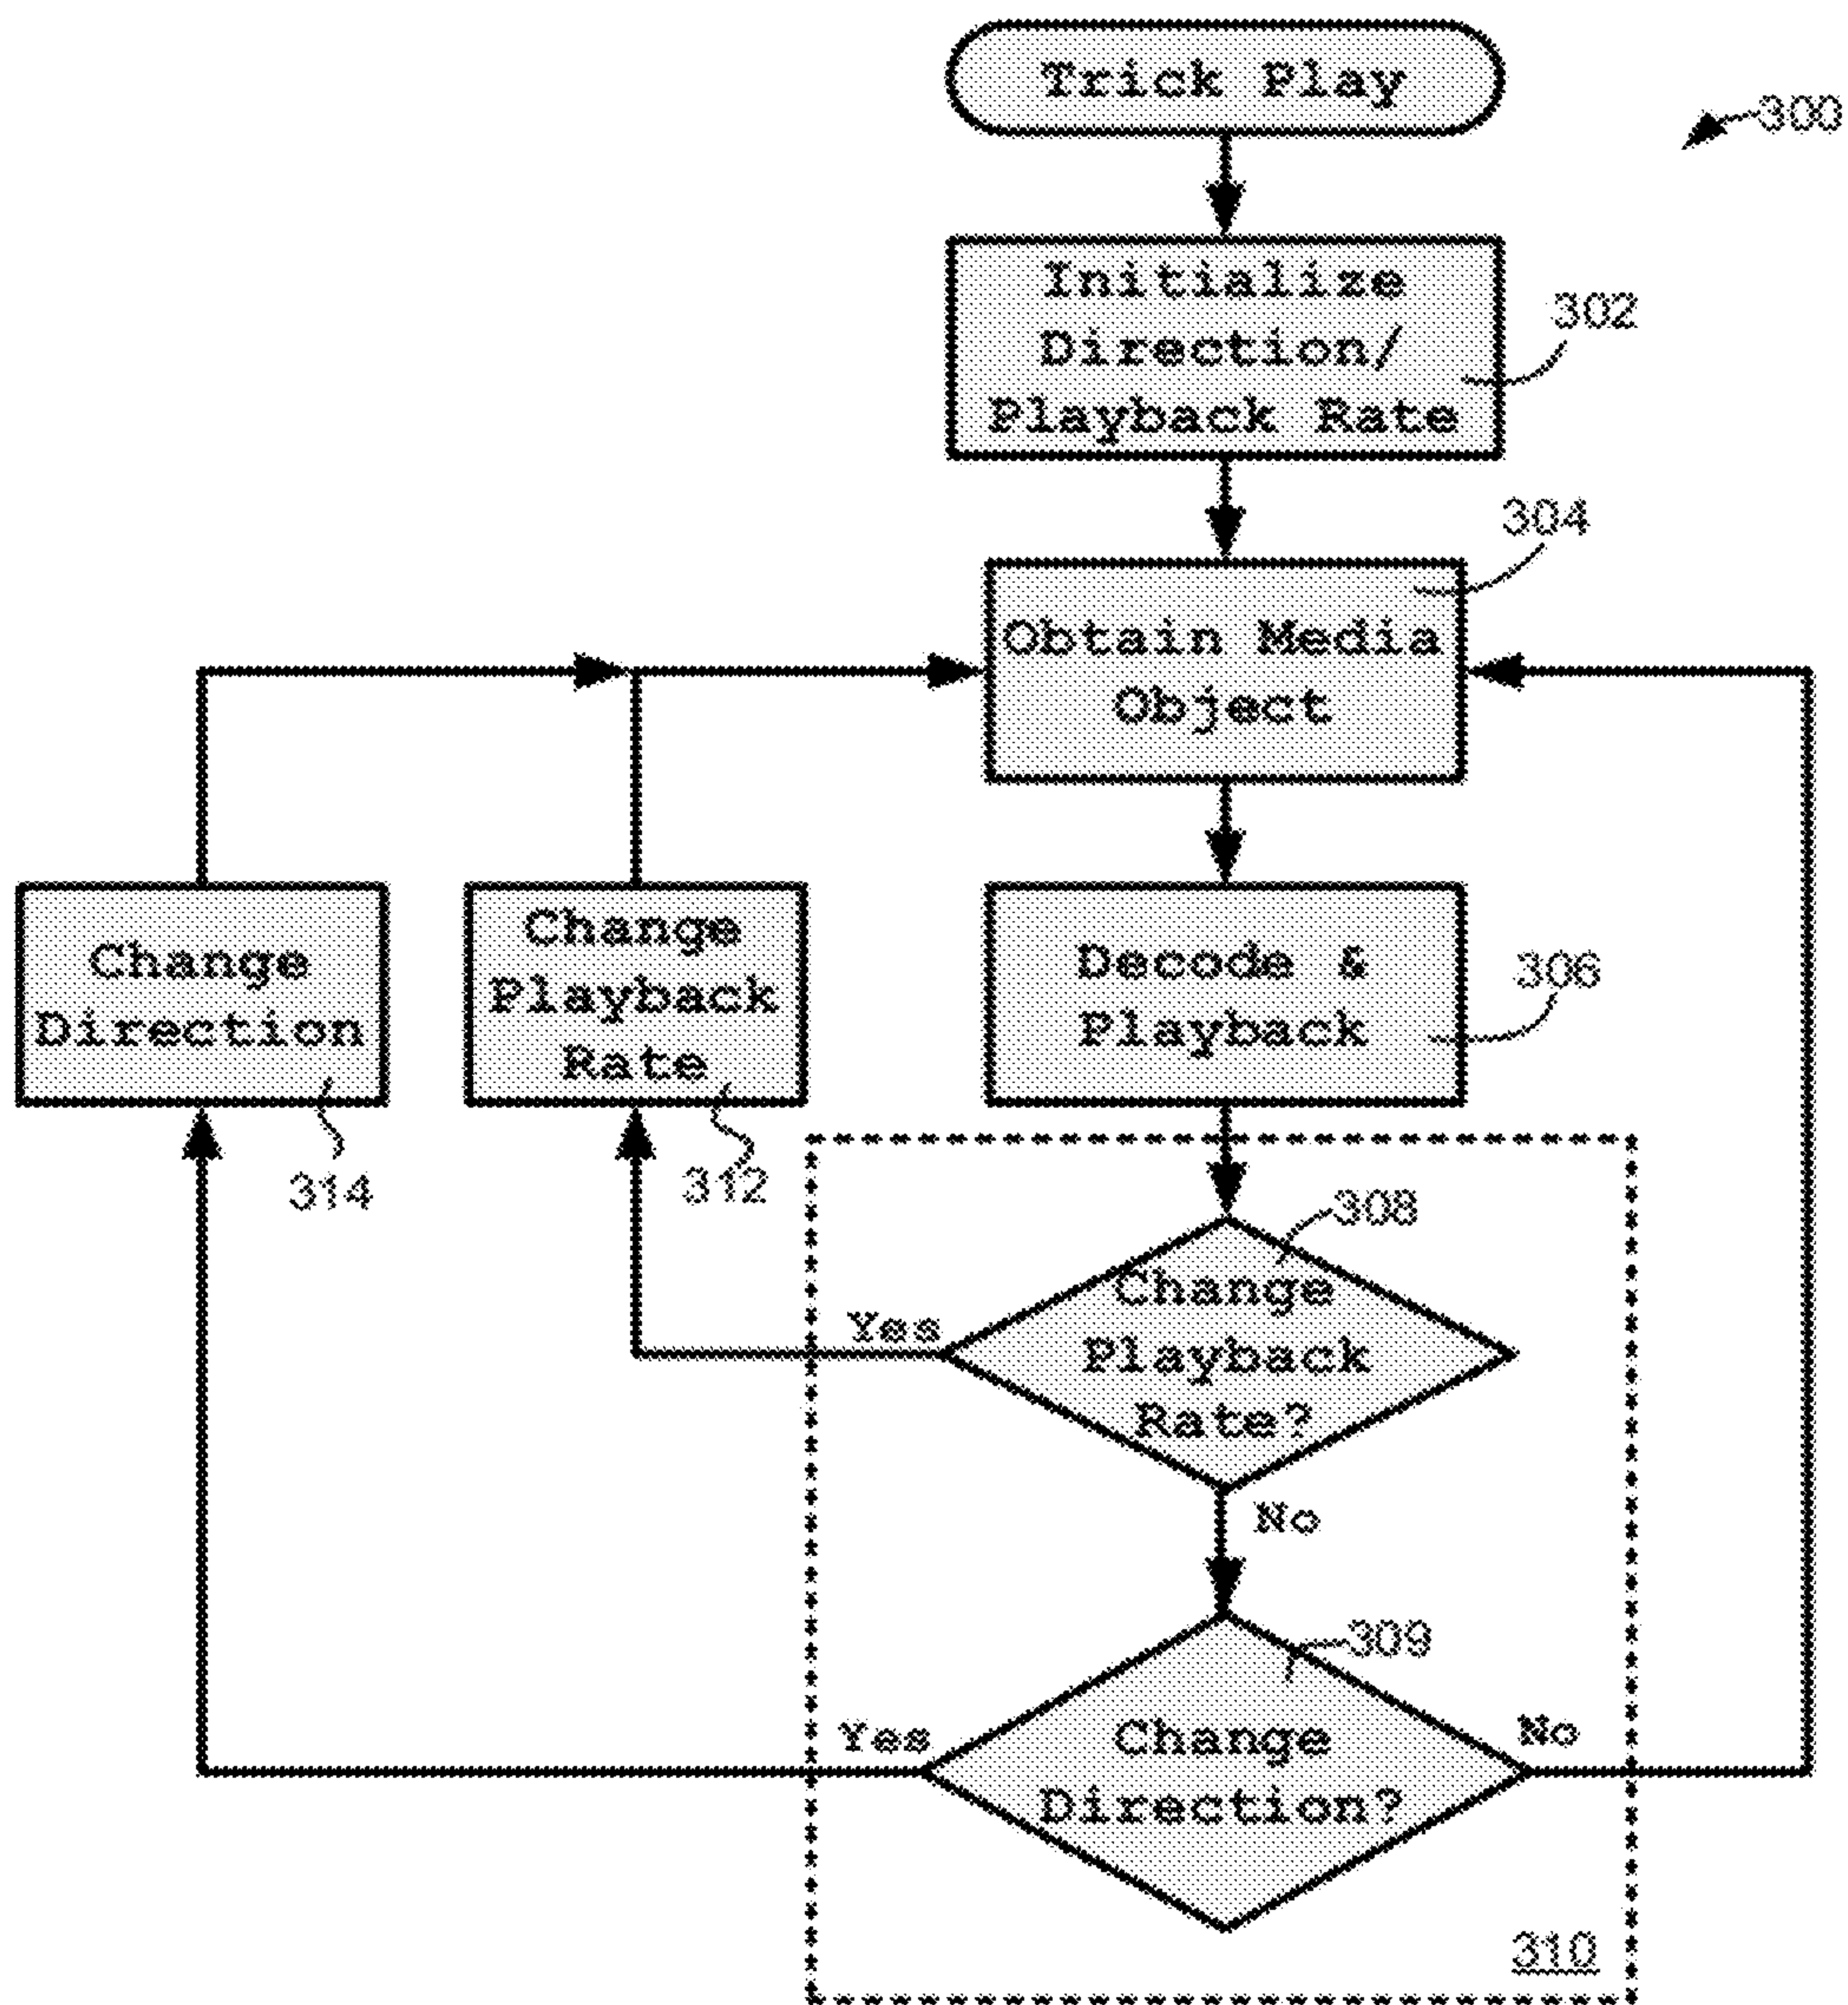 Trick Play
300
Initialize
Direction/
Playback Rate
302
304
Obtain Media
Object
Change
Direction
314
Change
Playback
Rate
312
Decode &
Playback
306
308
Change
Playback
Rate?
Yes
No
309
Change
Direction?
Yes
No
310